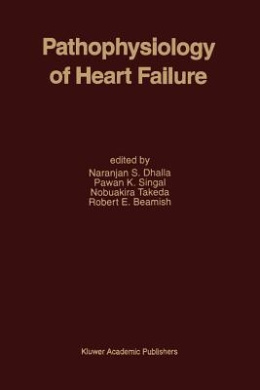 Pathophysiology
of Heart Failure
edited by
Naranjan S. Dhalla
Pawan K. Singal
Nobuakira Takeda
Robert E. Beamish
Kluwer Academic Publishers